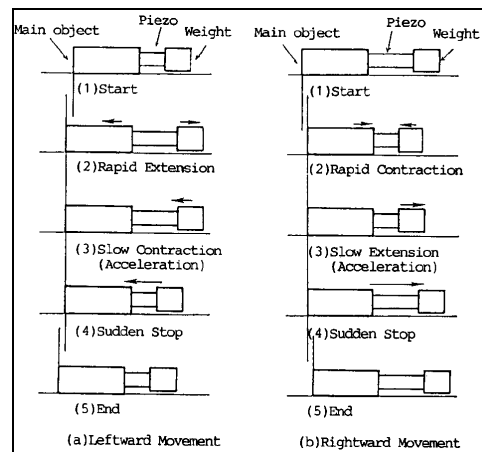 Piezo
Main object
Weight
(1)Start
(2)Rapid Extension
(3)Slow Contraction
(Acceleration)
(4)Sudden Stop
(5)End
(a)Leftward Movement
Piezo
Main object
Weight
(1)Start
(2)Rapid Contraction
(3)Slow Extension
(Acceleration)
(4)Sudden Stop
(5)End
(b)Rightward Movement